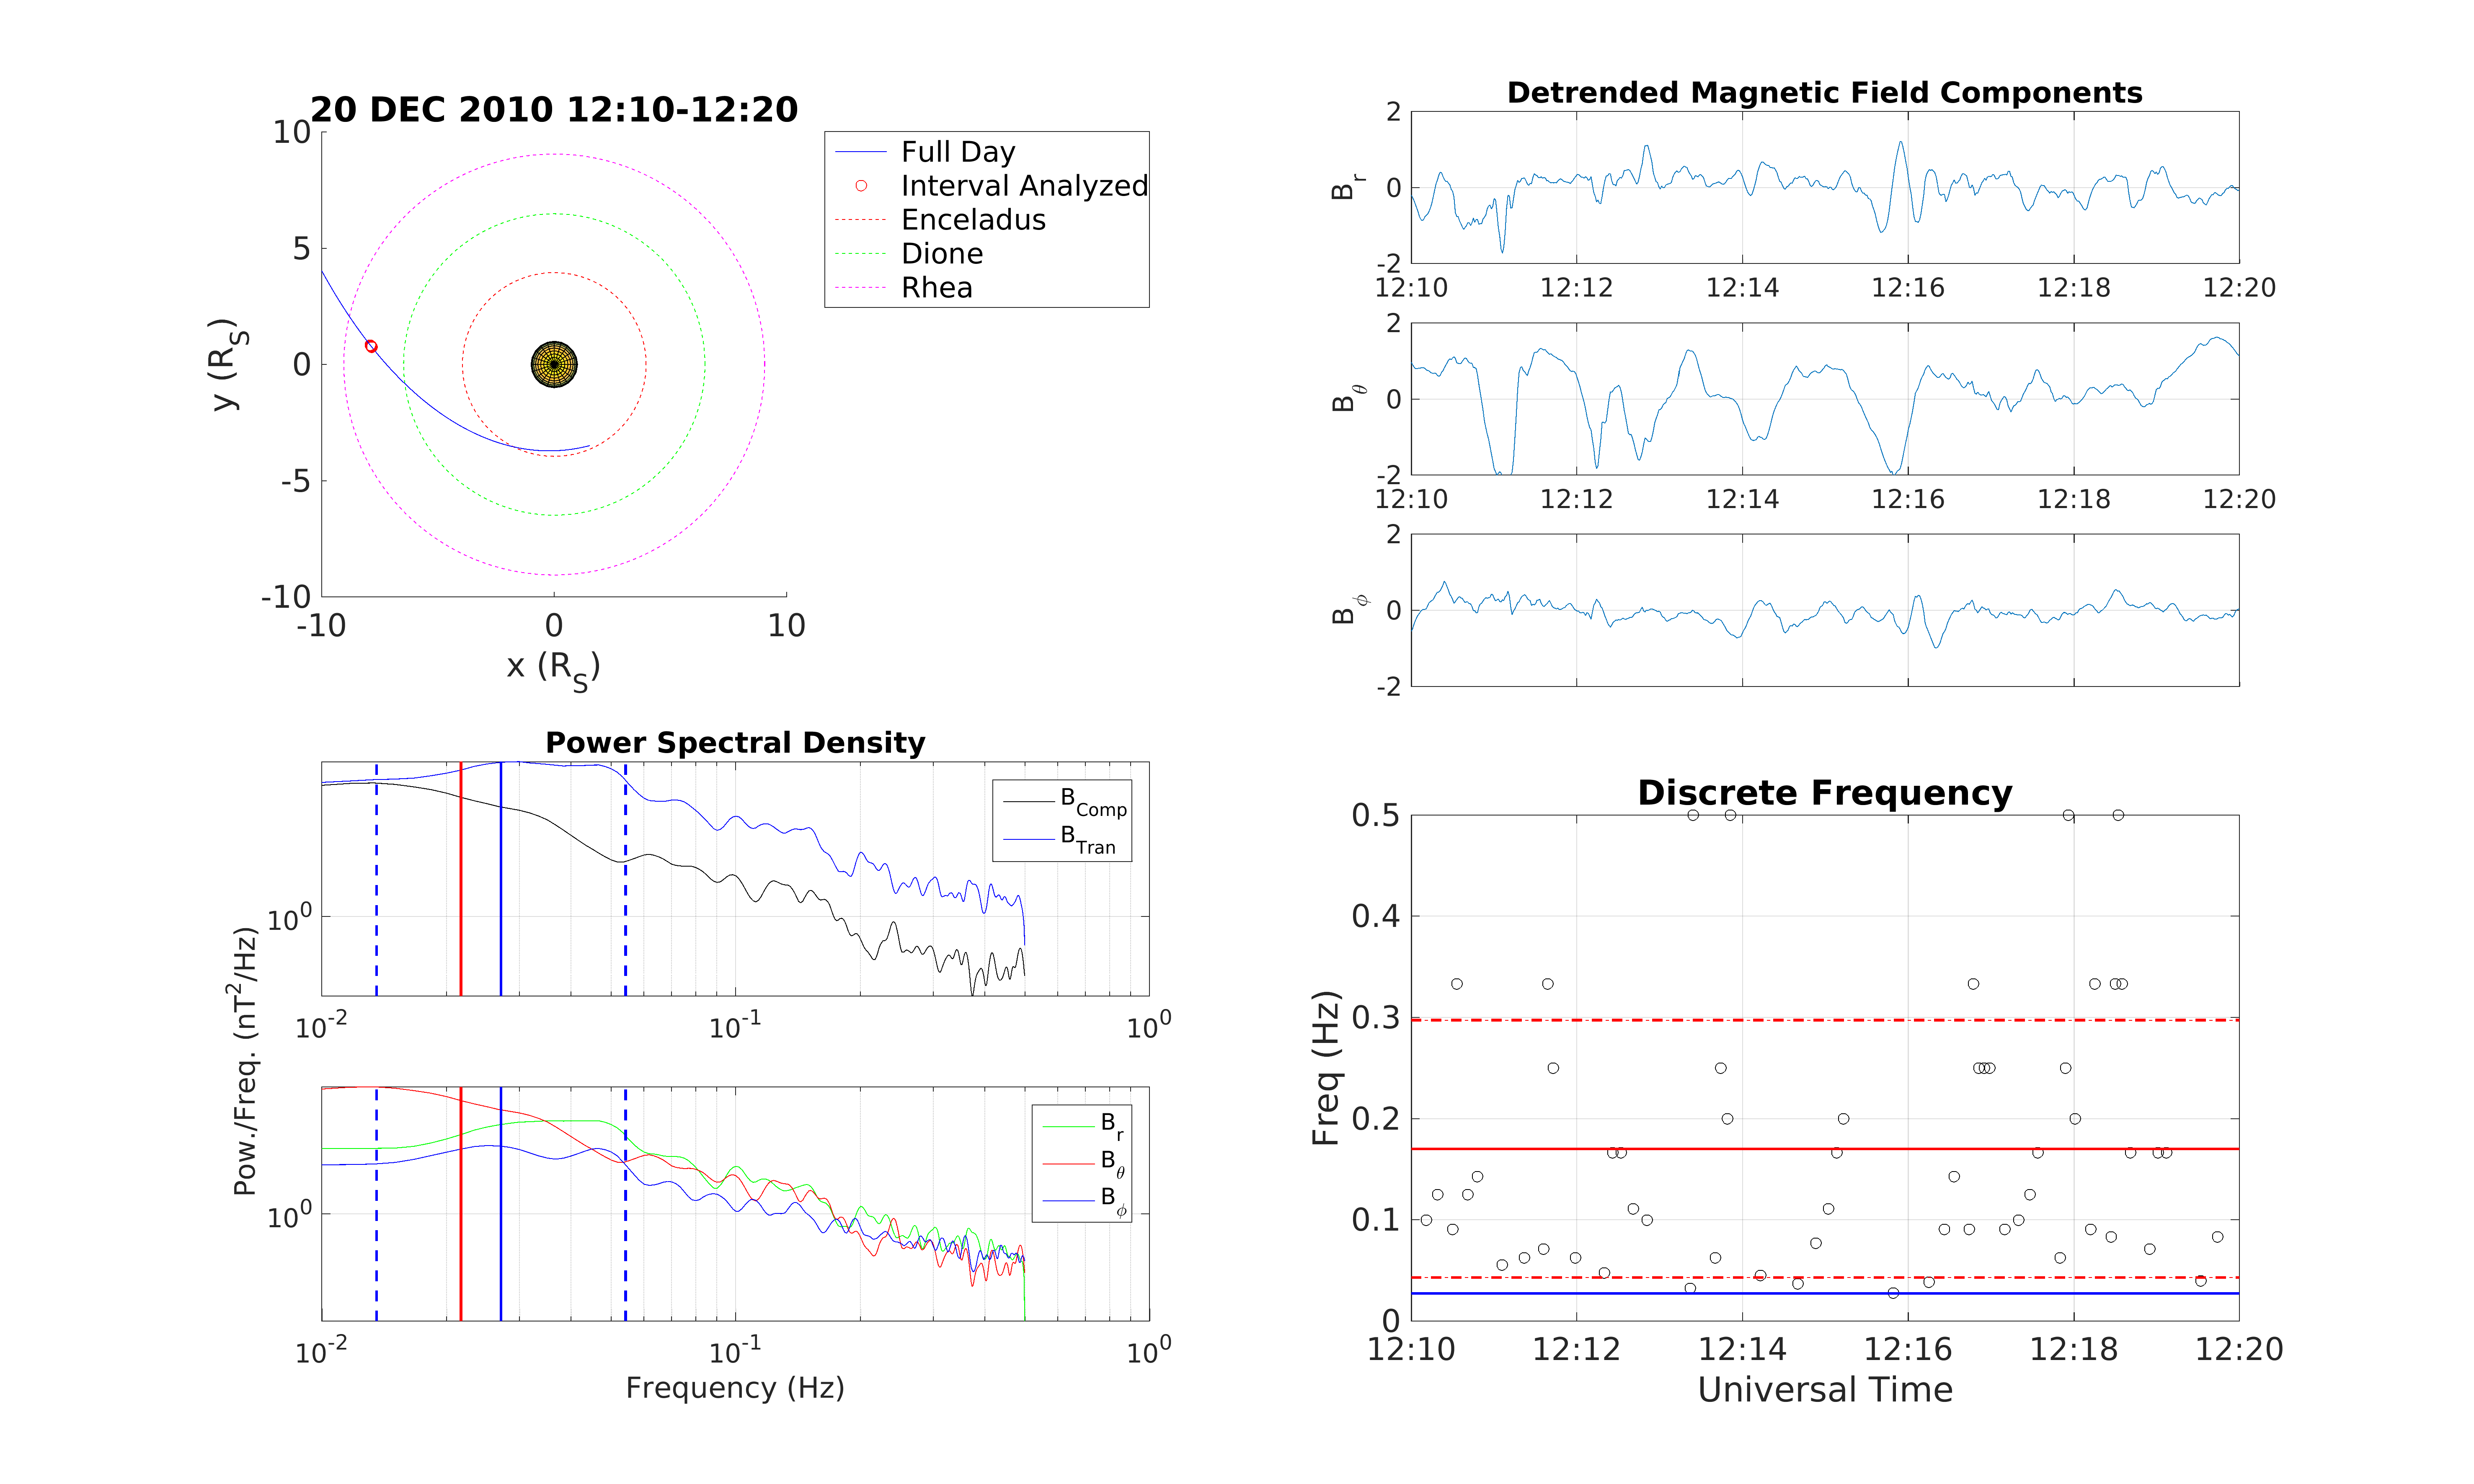 20 DEC 2010 12:10-12:20
10
5
0
-5
-10
-10 0 10
y (R_S)
x (R_S)
Full Day
Interval Analyzed
Enceladus
Dione
Rhea
Detrended Magnetic Field Components
2
0
-2
B_r
12:10 12:12 12:14 12:16 12:18 12:20
2
0
-2
B_θ
12:10 12:12 12:14 12:16 12:18 12:20
2
0
-2
B_ϕ
Power Spectral Density
B_Comp
B_Tran
10^0
10^-2 10^-1 10^0
Pow./Freq. (nT^2/Hz)
B_r
B_θ
B_ϕ
10^0
10^-2 10^-1 10^0
Frequency (Hz)
Discrete Frequency
0.5
0.4
0.3
0.2
0.1
0
Freq (Hz)
12:10 12:12 12:14 12:16 12:18 12:20
Universal Time